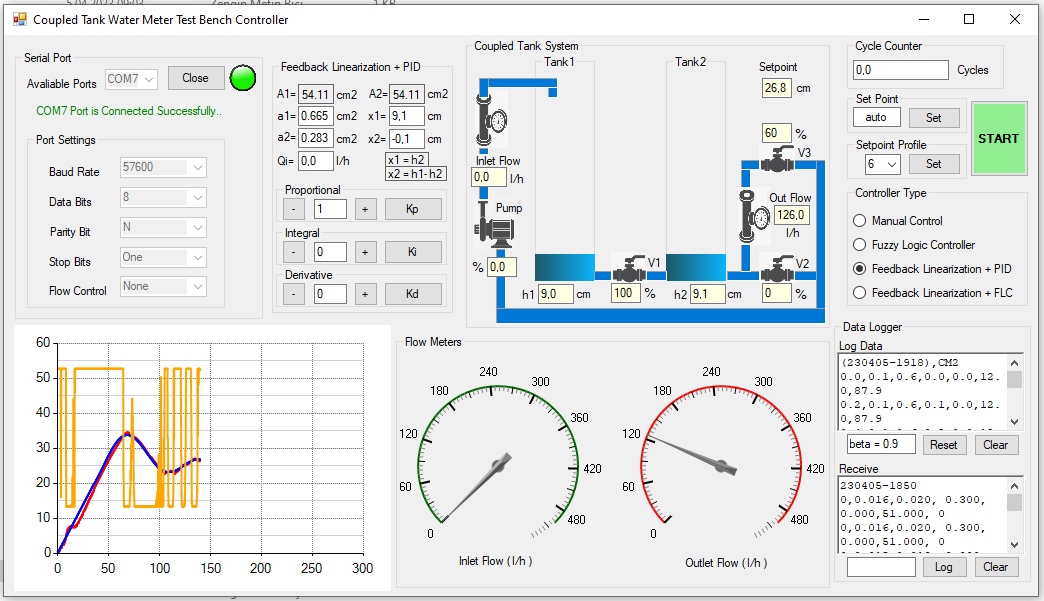 Coupled Tank Water Meter Test Bench Controller
Serial Port
Avaliable Ports COM7 Close
COM7 Port is Connected Successfully..
Port Settings
Baud Rate 57600
Data Bits 8
Parity Bit N
Stop Bits One
Flow Control None
Feedback Linearization + PID
A1= 54.11 cm2 A2= 54.11 cm2
a1= 0.665 cm2 x1= 9,1 cm
a2= 0.283 cm2 x2= -0,1 cm
Qi= 0,0 l/h x1 = h2
x2 = h1- h2
Proportional
- 1 + Kp
Integral
- 0 + Ki
Derivative
- 0 + Kd
Coupled Tank System
Tank1
Tank2
Setpoint
26,8 cm
60 %
V3
Inlet Flow
0,0 l/h
Pump
% 0,0
Out Flow
126,0
l/h
V1
V2
h1 9,0 cm
100 %
h2 9,1 cm
0 %
Cycle Counter
0,0 Cycles
Set Point
auto Set
Setpoint Profile
6 Set
START
Controller Type
Manual Control
Fuzzy Logic Controller
Feedback Linearization + PID
Feedback Linearization + FLC
60
50
40
30
20
10
0
0 50 100 150 200 250 300
Flow Meters
0 60 120 180 240 300 360 420 480
Inlet Flow ( l/h )
0 60 120 180 240 300 360 420 480
Outlet Flow ( l/h )
Data Logger
Log Data
(230405-1918),CM2
0.0,0.1,0.6,0.0,0.0,12.
0,87.9
0.2,0.1,0.6,0.1,0.0,12.
0,87.9
beta = 0.9 Reset Clear
Receive
230405-1850
0,0.016,0.020, 0.300,
0.000,51.000, 0
0,0.016,0.020, 0.300,
0.000,51.000, 0
Log Clear